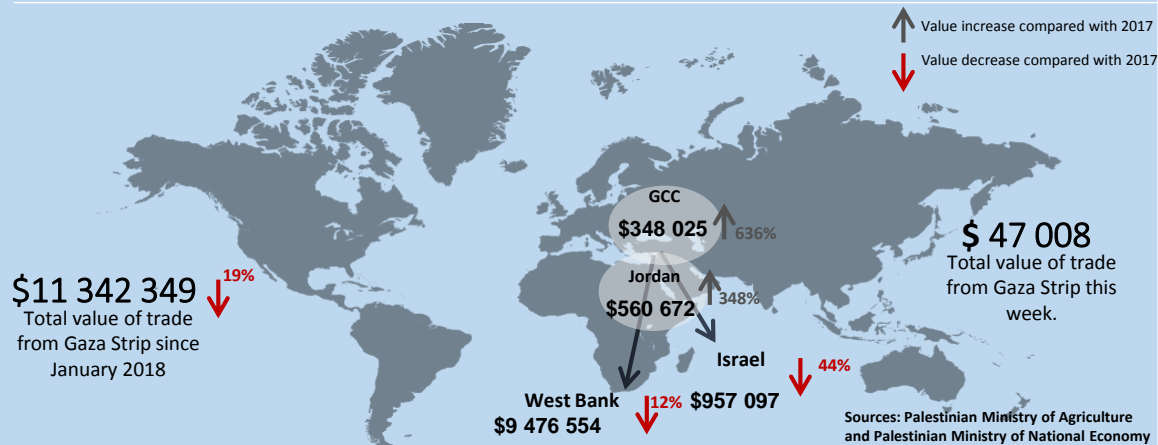 Value increase compared with 2017
Value decrease compared with 2017
GCC
$348 025
636%
Jordan
$560 672
348%
$11 342 349
19%
Total value of trade
from Gaza Strip since
January 2018
$ 47 008
Total value of trade
from Gaza Strip this
week.
Israel
44%
$957 097
West Bank
12%
$9 476 554
Sources: Palestinian Ministry of Agriculture
and Palestinian Ministry of National Economy